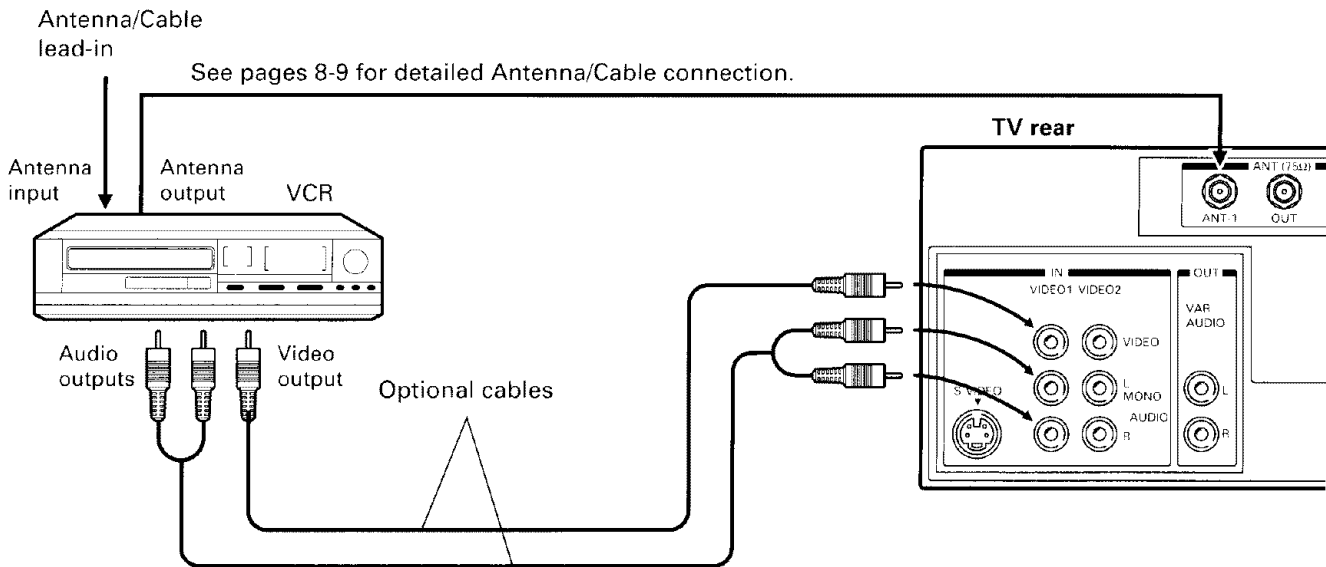 Antenna/Cable
lead-in
See pages 8-9 for detailed Antenna/Cable connection.
TV rear
Antenna
input
Antenna
output
VCR
ANT (75Ω)
ANT-1
OUT
IN
OUT
VIDEO1 VIDEO2
VAR
AUDIO
VIDEO
L
MONO
L
S VIDEO
AUDIO
R
R
Audio
outputs
Video
output
Optional cables